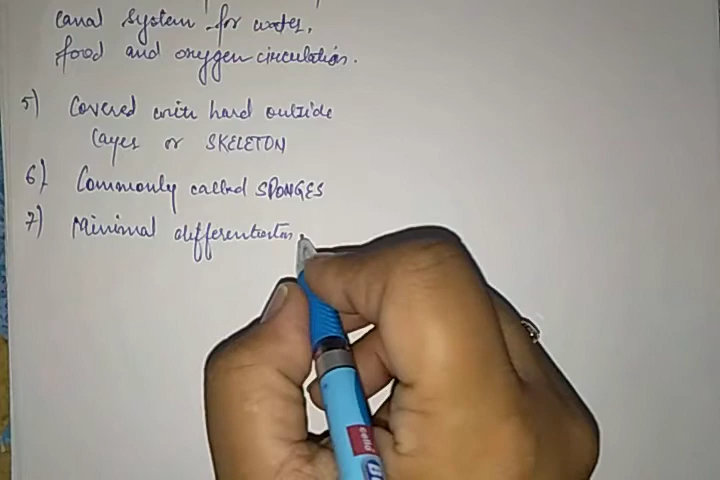 canal system for water,
food and oxygen circulation.
5) Covered with hard outside
layer or SKELETON
6) Commonly called SPONGES
7) Minimal differentiation
cello